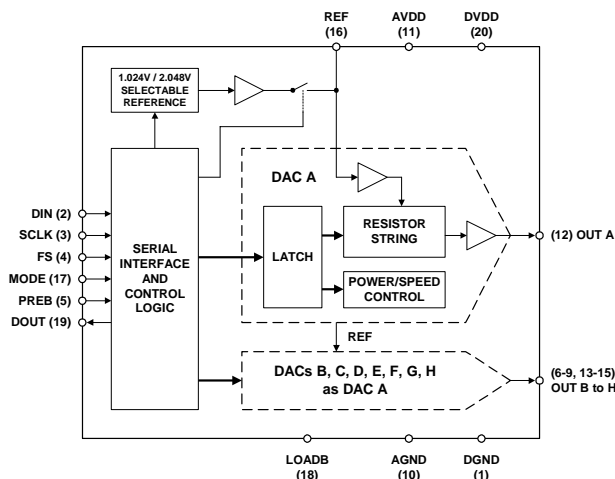 REF
(16)
AVDD
(11)
DVDD
(20)
1.024V / 2.048V
SELECTABLE
REFERENCE
DAC A
DIN (2)
SCLK (3)
FS (4)
MODE (17)
PREB (5)
DOUT (19)
SERIAL
INTERFACE
AND
CONTROL
LOGIC
LATCH
RESISTOR
STRING
POWER/SPEED
CONTROL
(12) OUT A
REF
DACs B, C, D, E, F, G, H
as DAC A
(6-9, 13-15)
OUT B to H
LOADB
(18)
AGND
(10)
DGND
(1)